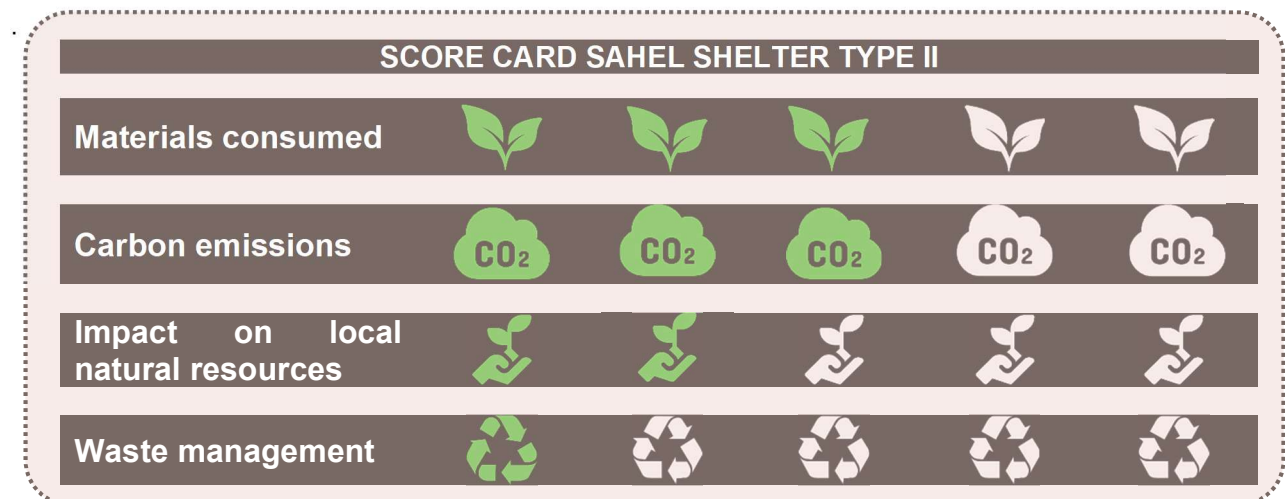 SCORE CARD SAHEL SHELTER TYPE II
Materials consumed
Carbon emissions
CO₂ CO₂ CO₂ CO₂ CO₂
Impact on local
natural resources
Waste management